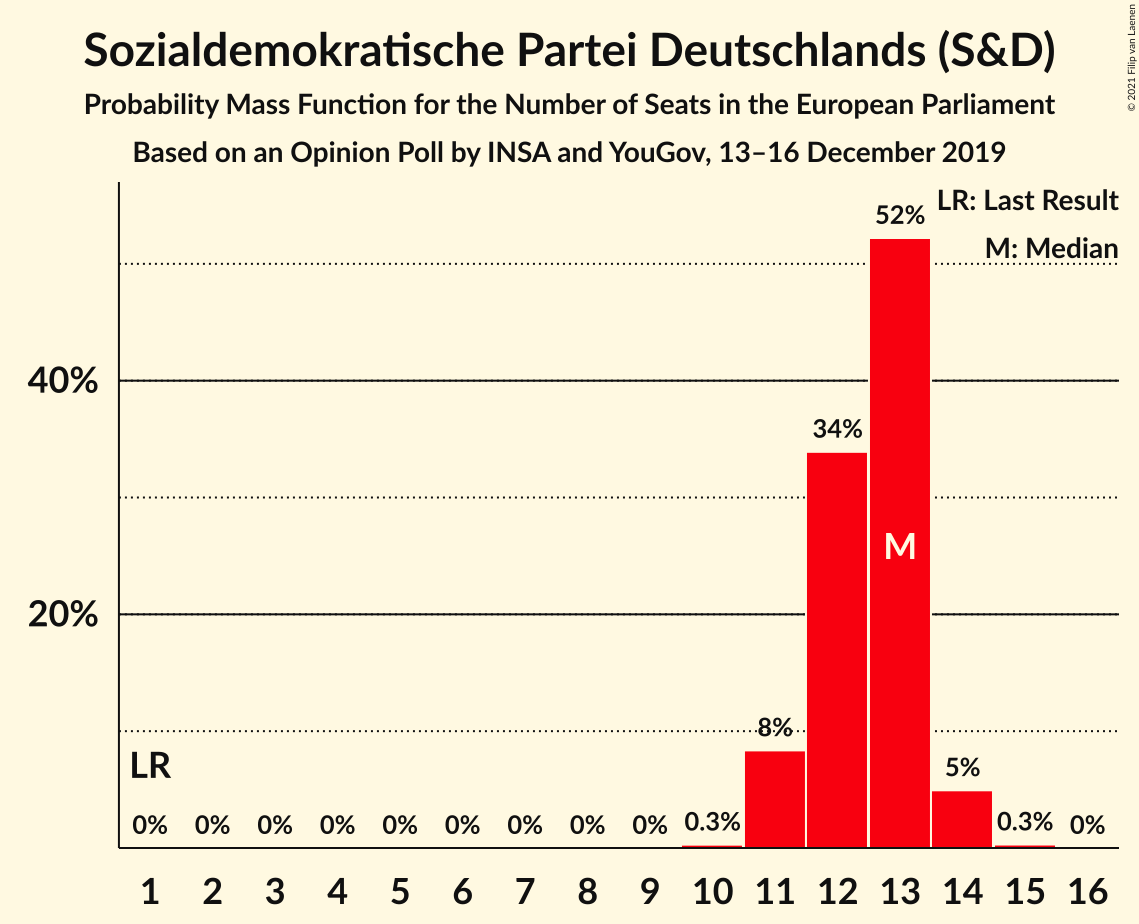 Sozialdemokratische Partei Deutschlands (S&D)
Probability Mass Function for the Number of Seats in the European Parliament
Based on an Opinion Poll by INSA and YouGov, 13–16 December 2019
© 2021 Filip van Laenen
LR: Last Result
M: Median
52%
40%
34%
M
20%
8%
LR
5%
0% 0% 0% 0% 0% 0% 0% 0% 0% 0.3% 0.3% 0%
1 2 3 4 5 6 7 8 9 10 11 12 13 14 15 16